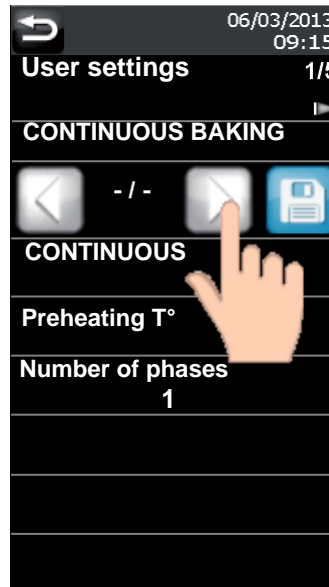 06/03/2013
09:15
User settings
1/5
CONTINUOUS BAKING
- / -
CONTINUOUS
Preheating T°
Number of phases
1